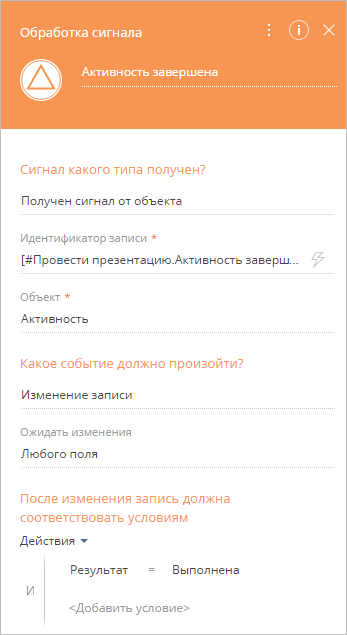 Обработка сигнала
Активность завершена
Сигнал какого типа получен?
Получен сигнал от объекта
Идентификатор записи *
[#Провести презентацию.Активность заверш...
Объект *
Активность
Какое событие должно произойти?
Изменение записи
Ожидать изменения
Любого поля
После изменения запись должна
соответствовать условиям
Действия
Результат = Выполнена
И
<Добавить условие>